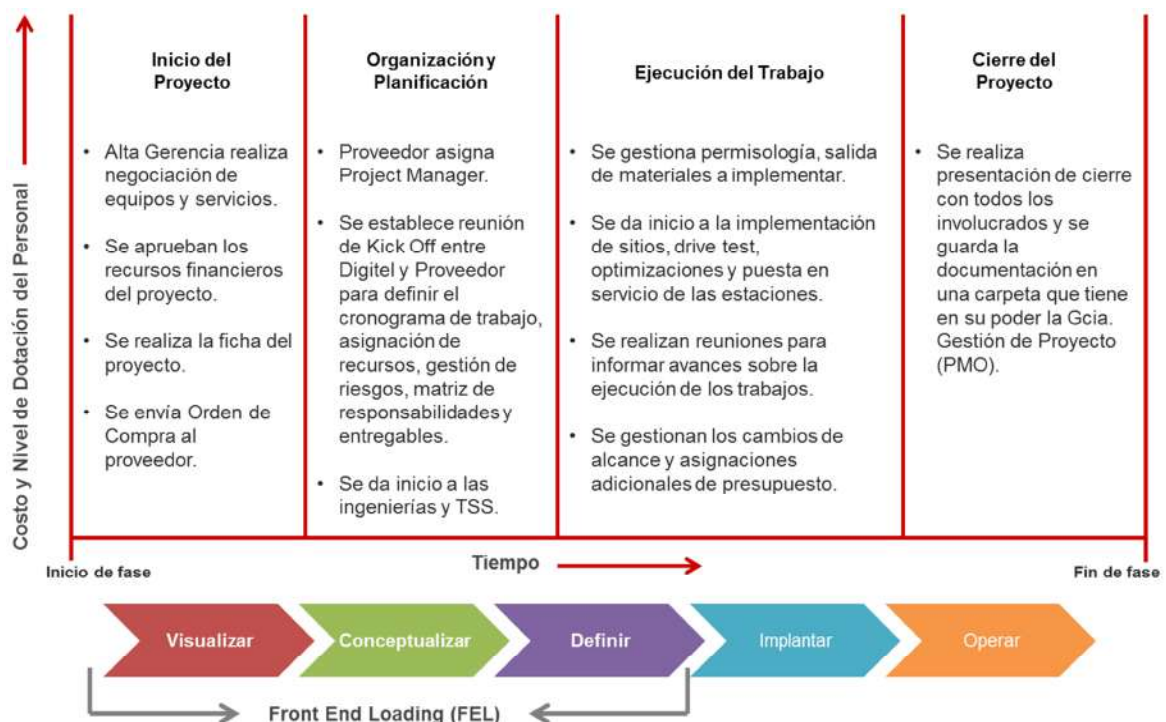 Costo y Nivel de Dotación del Personal
Inicio del
Proyecto
• Alta Gerencia realiza
negociación de
equipos y servicios.
• Se aprueban los
recursos financieros
del proyecto.
• Se realiza la ficha del
proyecto.
• Se envía Orden de
Compra al
proveedor.
Organización y
Planificación
• Proveedor asigna
Project Manager.
• Se establece reunión
de Kick Off entre
Digitel y Proveedor
para definir el
cronograma de trabajo,
asignación de
recursos, gestión de
riesgos, matriz de
responsabilidades y
entregables.
• Se da inicio a las
ingenierías y TSS.
Ejecución del Trabajo
• Se gestiona permisología, salida
de materiales a implementar.
• Se da inicio a la implementación
de sitios, drive test,
optimizaciones y puesta en
servicio de las estaciones.
• Se realizan reuniones para
informar avances sobre la
ejecución de los trabajos.
• Se gestionan los cambios de
alcance y asignaciones
adicionales de presupuesto.
Cierre del
Proyecto
• Se realiza
presentación de cierre
con todos los
involucrados y se
guarda la
documentación en
una carpeta que tiene
en su poder la Gcia.
Gestión de Proyecto
(PMO).
Inicio de fase
Tiempo
Fin de fase
Visualizar
Conceptualizar
Definir
Implantar
Operar
Front End Loading (FEL)